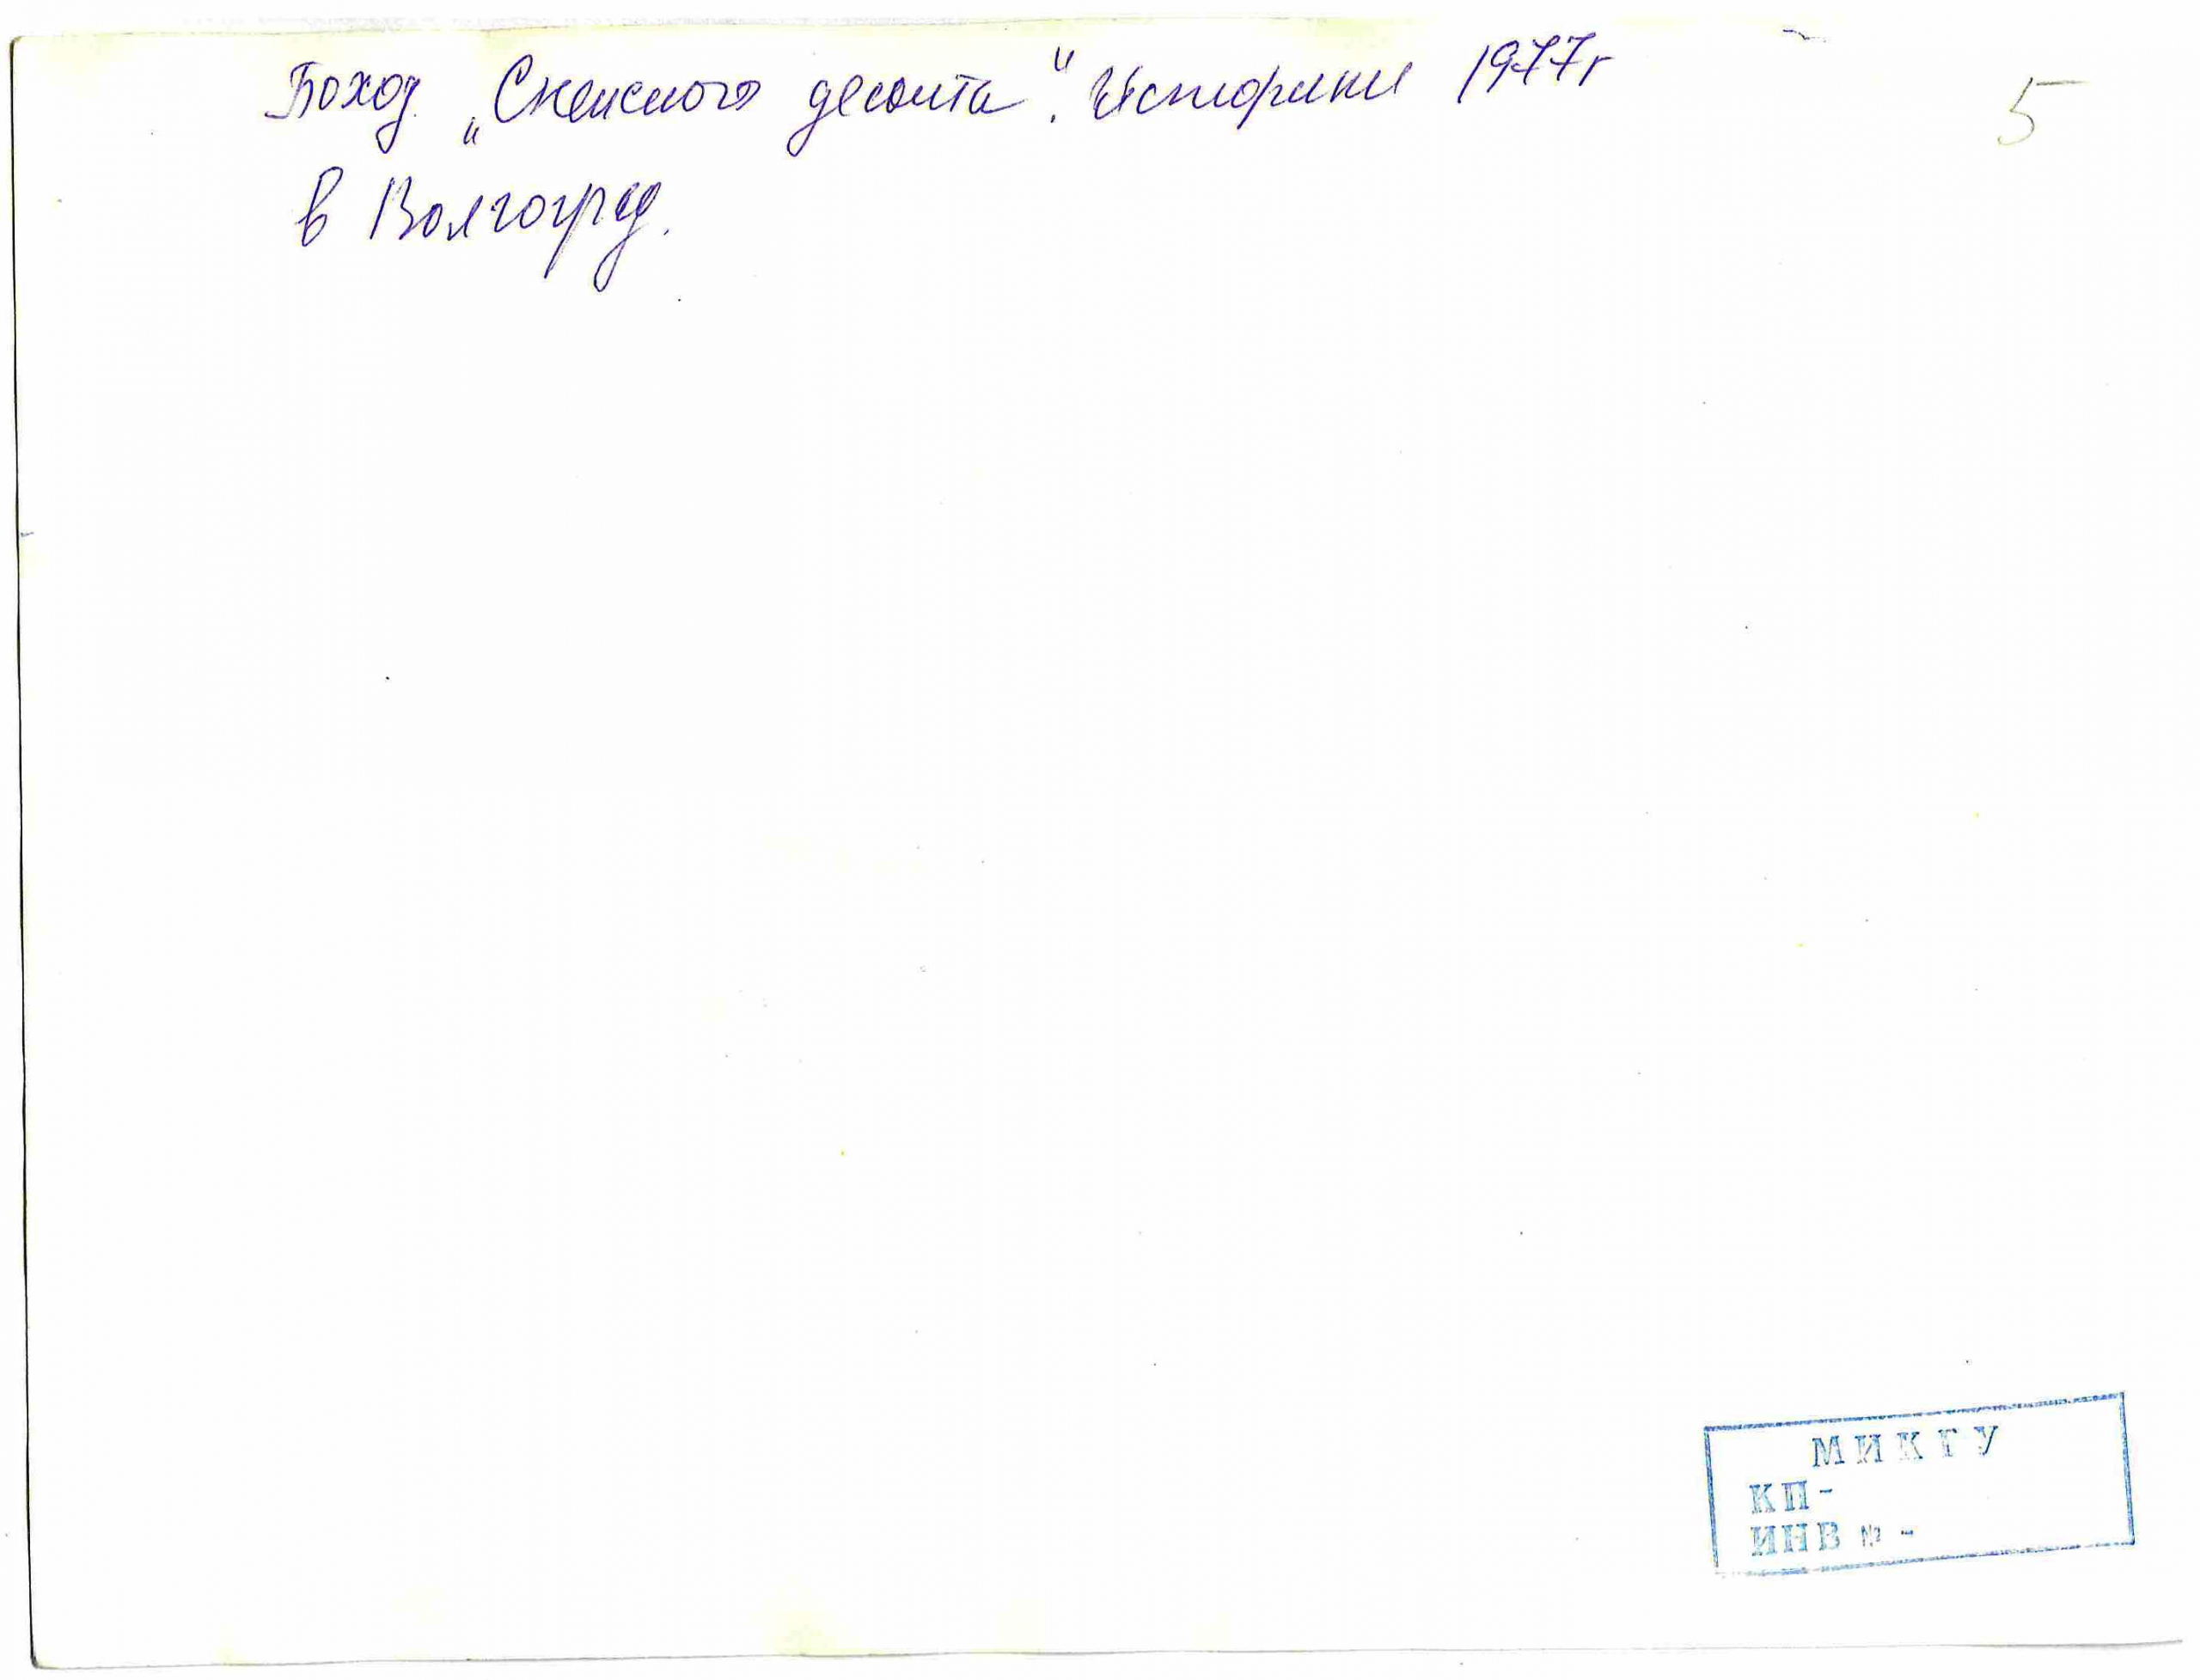 Поход „Снежного десанта". Историки 1977г
5
в Волгоград.
МИКГУ
КП-
ИНВ № -